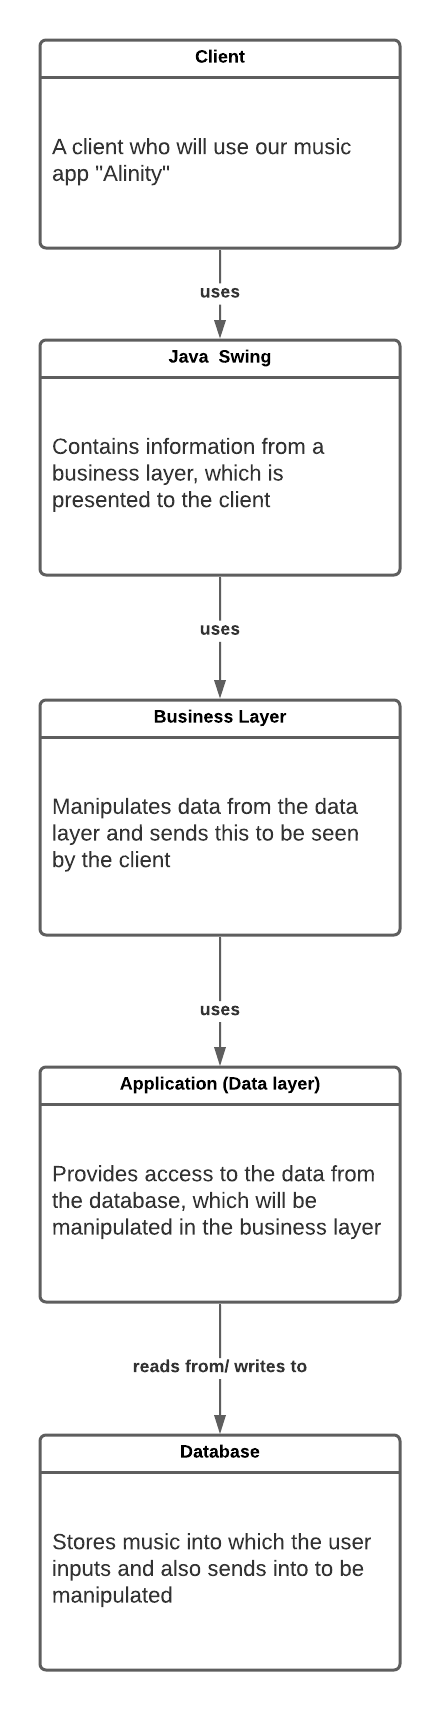 Client
A client who will use our music
app "Alinity"
uses
Java  Swing
Contains information from a
business layer, which is
presented to the client
uses
Business Layer
Manipulates data from the data
layer and sends this to be seen
by the client
uses
Application (Data layer)
Provides access to the data from
the database, which will be
manipulated in the business layer
reads from/ writes to
Database
Stores music into which the user
inputs and also sends into to be
manipulated